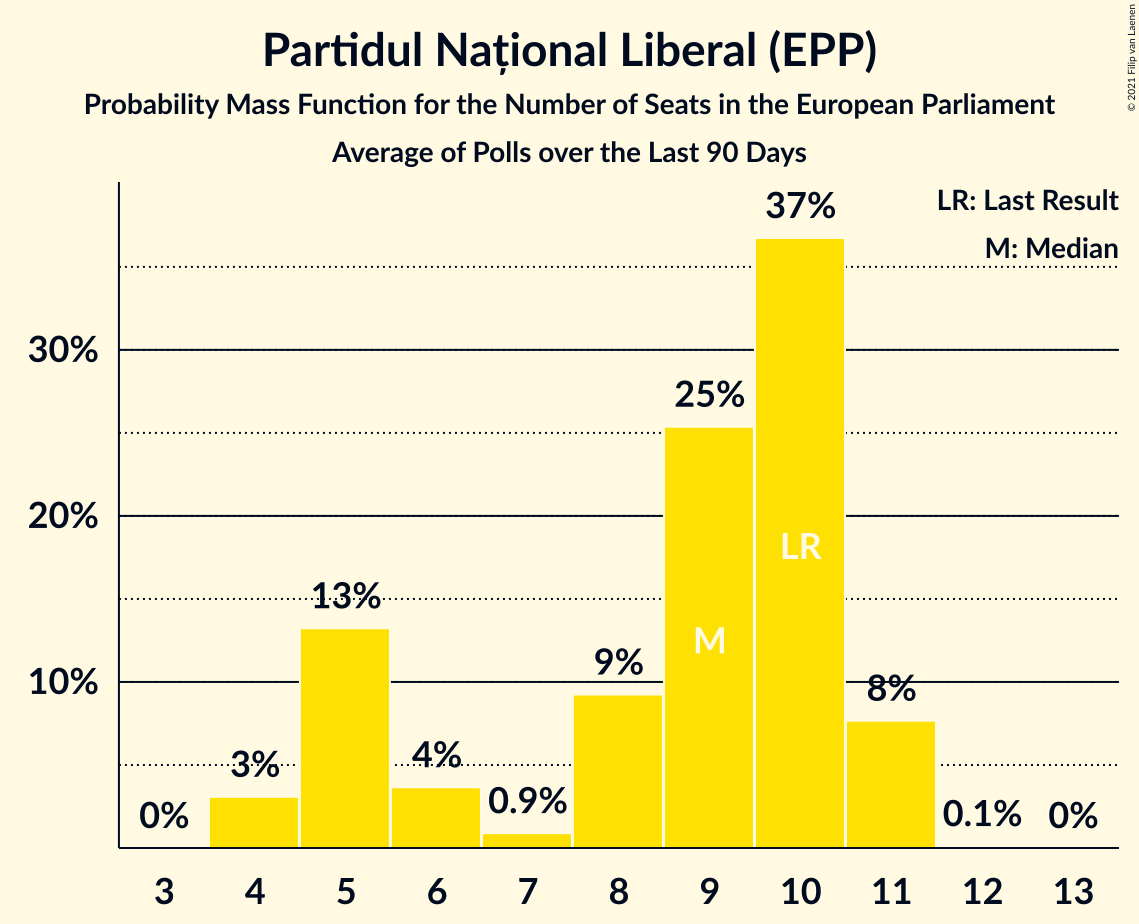 Partidul Național Liberal (EPP)
Probability Mass Function for the Number of Seats in the European Parliament
Average of Polls over the Last 90 Days
© 2021 Filip van Laenen
LR: Last Result
M: Median
30%
20%
10%
0%
3%
13%
4%
0.9%
9%
25%
37%
8%
0.1%
0%
M
LR
3 4 5 6 7 8 9 10 11 12 13